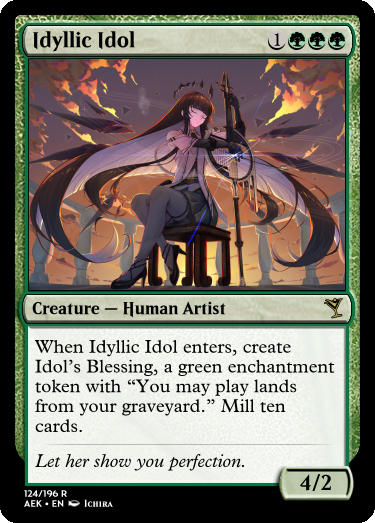 Idyllic Idol 1
Creature — Human Artist
When Idyllic Idol enters, create
Idol's Blessing, a green enchantment
token with “You may play lands
from your graveyard.” Mill ten
cards.
Let her show you perfection.
4/2
124/196 R
AEK • EN Ichira